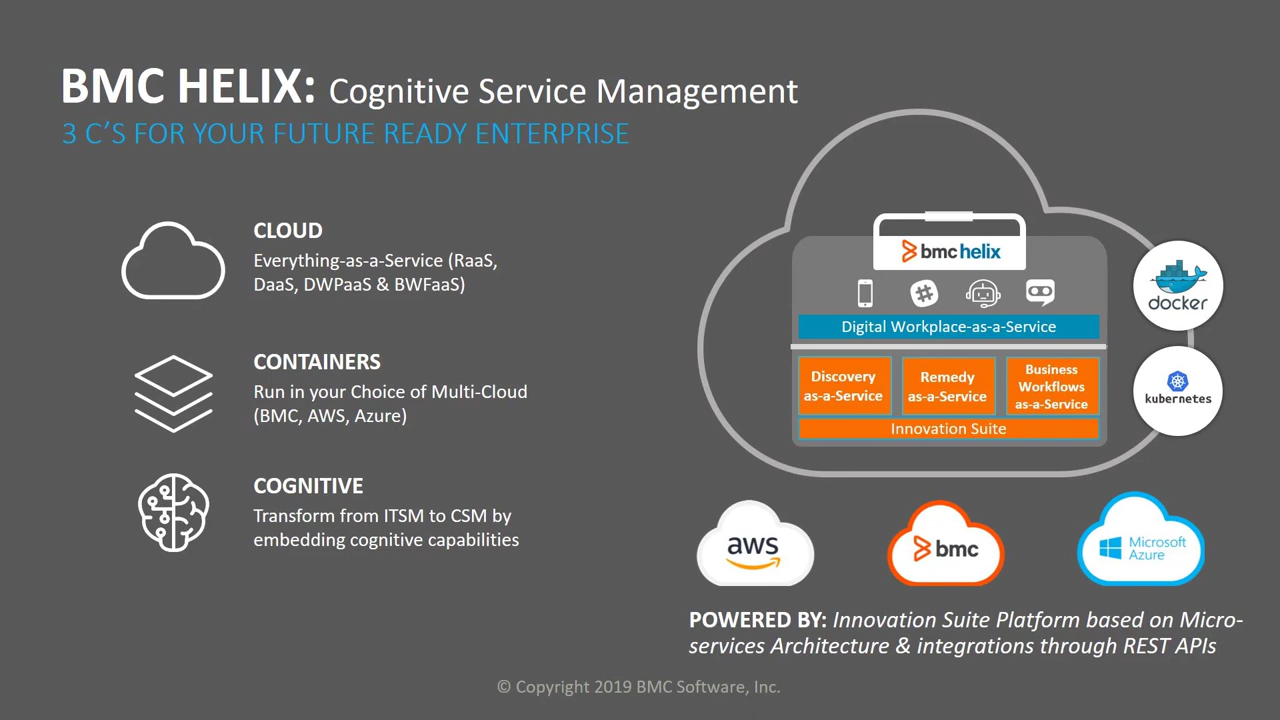 BMC HELIX: Cognitive Service Management
3 C'S FOR YOUR FUTURE READY ENTERPRISE
CLOUD
Everything-as-a-Service (RaaS,
DaaS, DWPaaS & BWFaaS)
CONTAINERS
Run in your Choice of Multi-Cloud
(BMC, AWS, Azure)
COGNITIVE
Transform from ITSM to CSM by
embedding cognitive capabilities
bmc helix
Digital Workplace-as-a-Service
Discovery
as-a-Service
Remedy
as-a-Service
Business
Workflows
as-a-Service
Innovation Suite
docker
kubernetes
aws
bmc
Microsoft
Azure
POWERED BY: Innovation Suite Platform based on Micro-
services Architecture & integrations through REST APIs
© Copyright 2019 BMC Software, Inc.